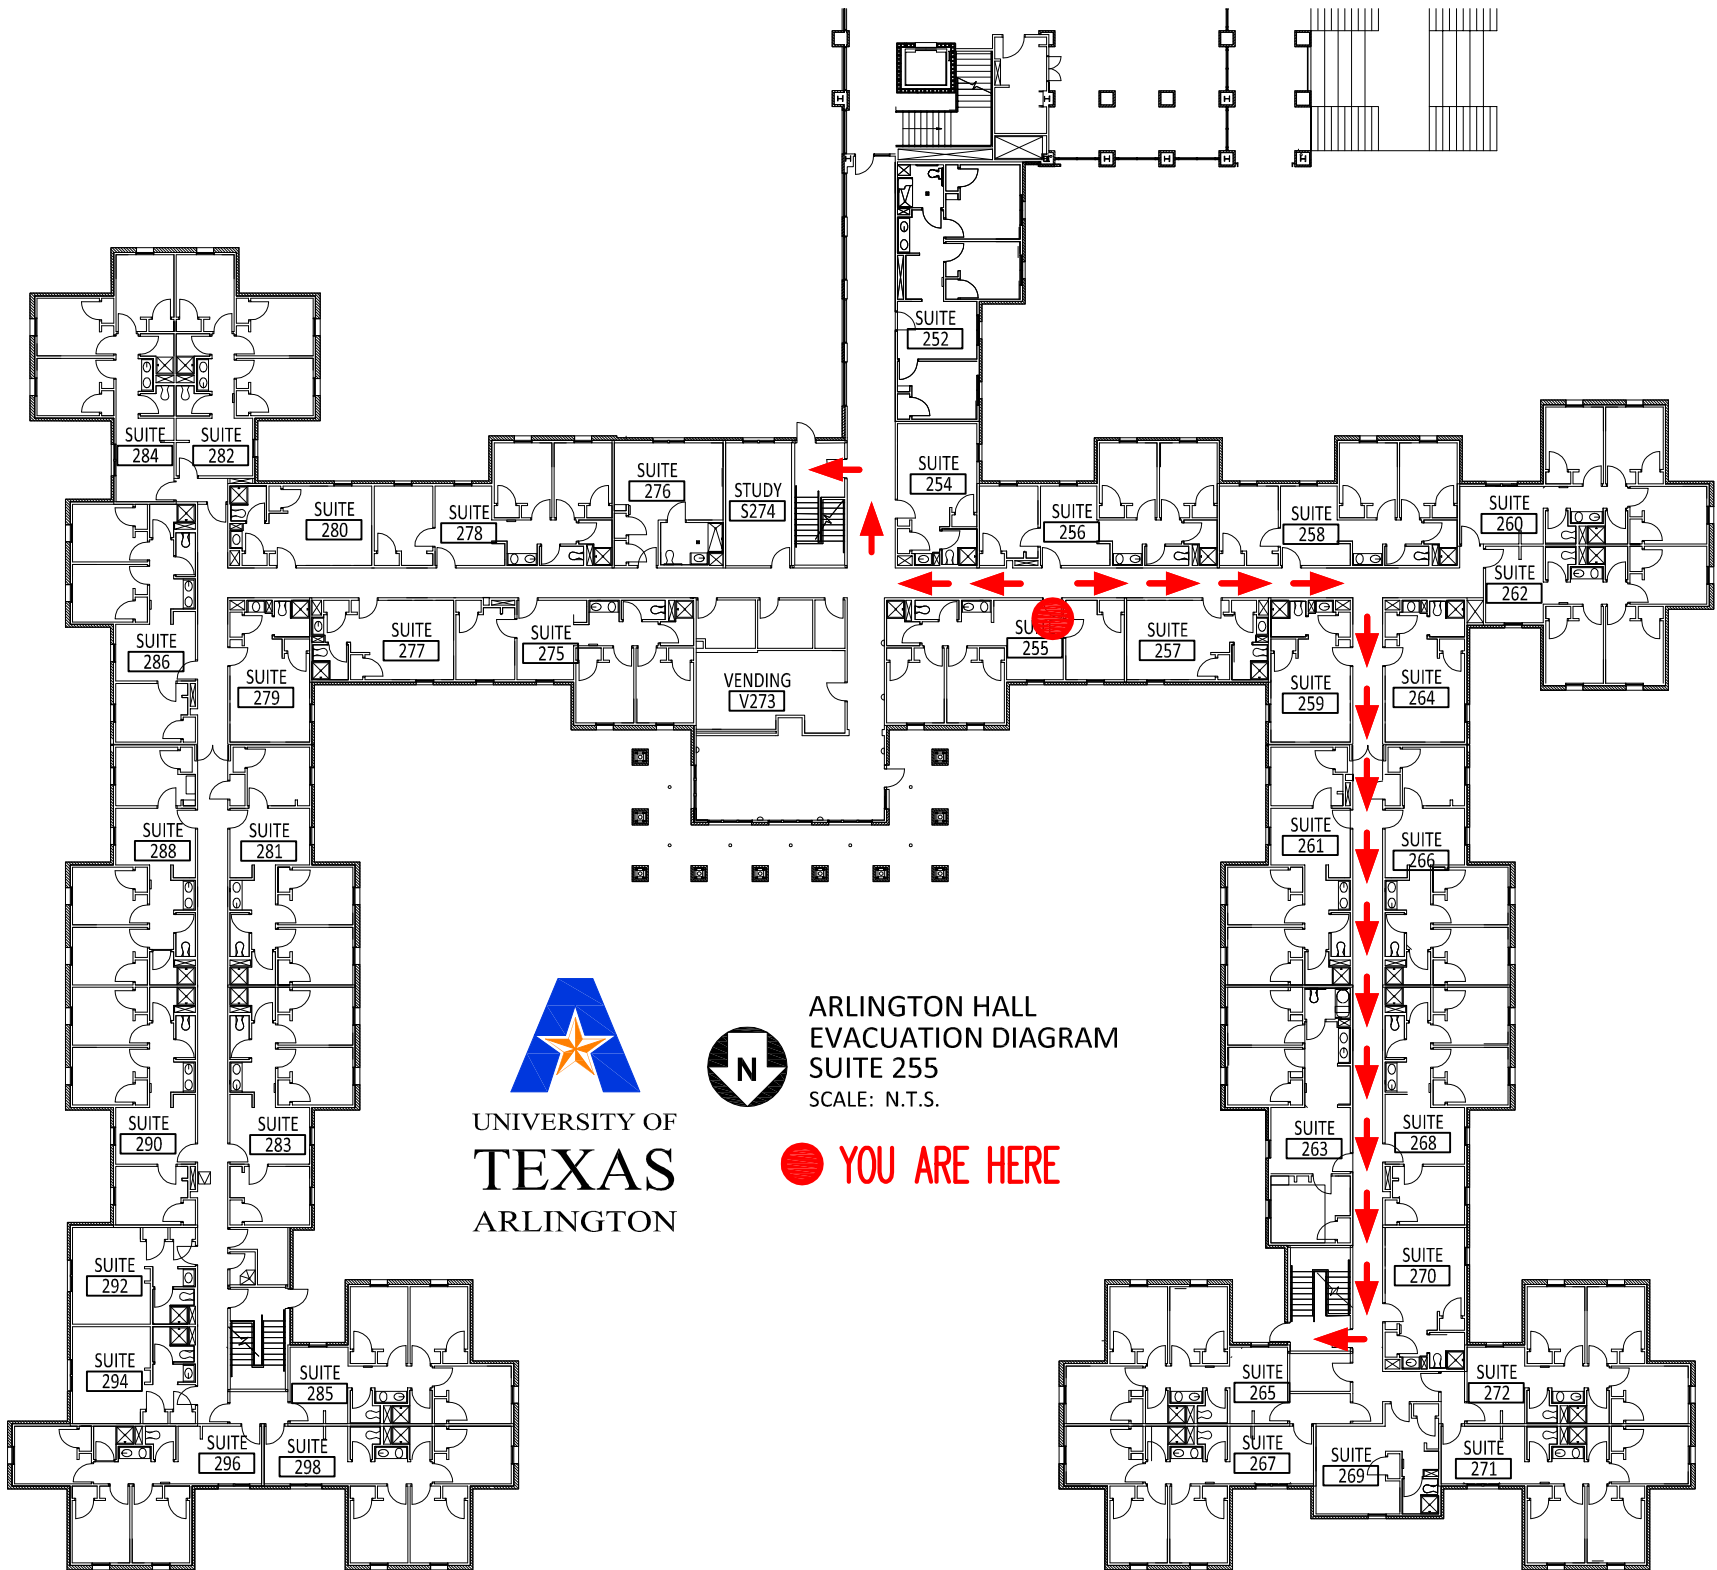 SUITE
252
SUITE
284
SUITE
282
SUITE
280
SUITE
278
SUITE
276
STUDY
S274
SUITE
254
SUITE
256
SUITE
258
SUITE
260
SUITE
262
SUITE
286
SUITE
279
SUITE
277
SUITE
275
VENDING
V273
SUITE
255
SUITE
257
SUITE
259
SUITE
264
SUITE
288
SUITE
281
SUITE
261
SUITE
266
SUITE
290
SUITE
283
SUITE
263
SUITE
268
SUITE
292
SUITE
294
SUITE
285
SUITE
296
SUITE
298
SUITE
270
SUITE
265
SUITE
272
SUITE
267
SUITE
269
SUITE
271
A
UNIVERSITY OF
TEXAS
ARLINGTON
N
ARLINGTON HALL
EVACUATION DIAGRAM
SUITE 255
SCALE: N.T.S.
YOU ARE HERE